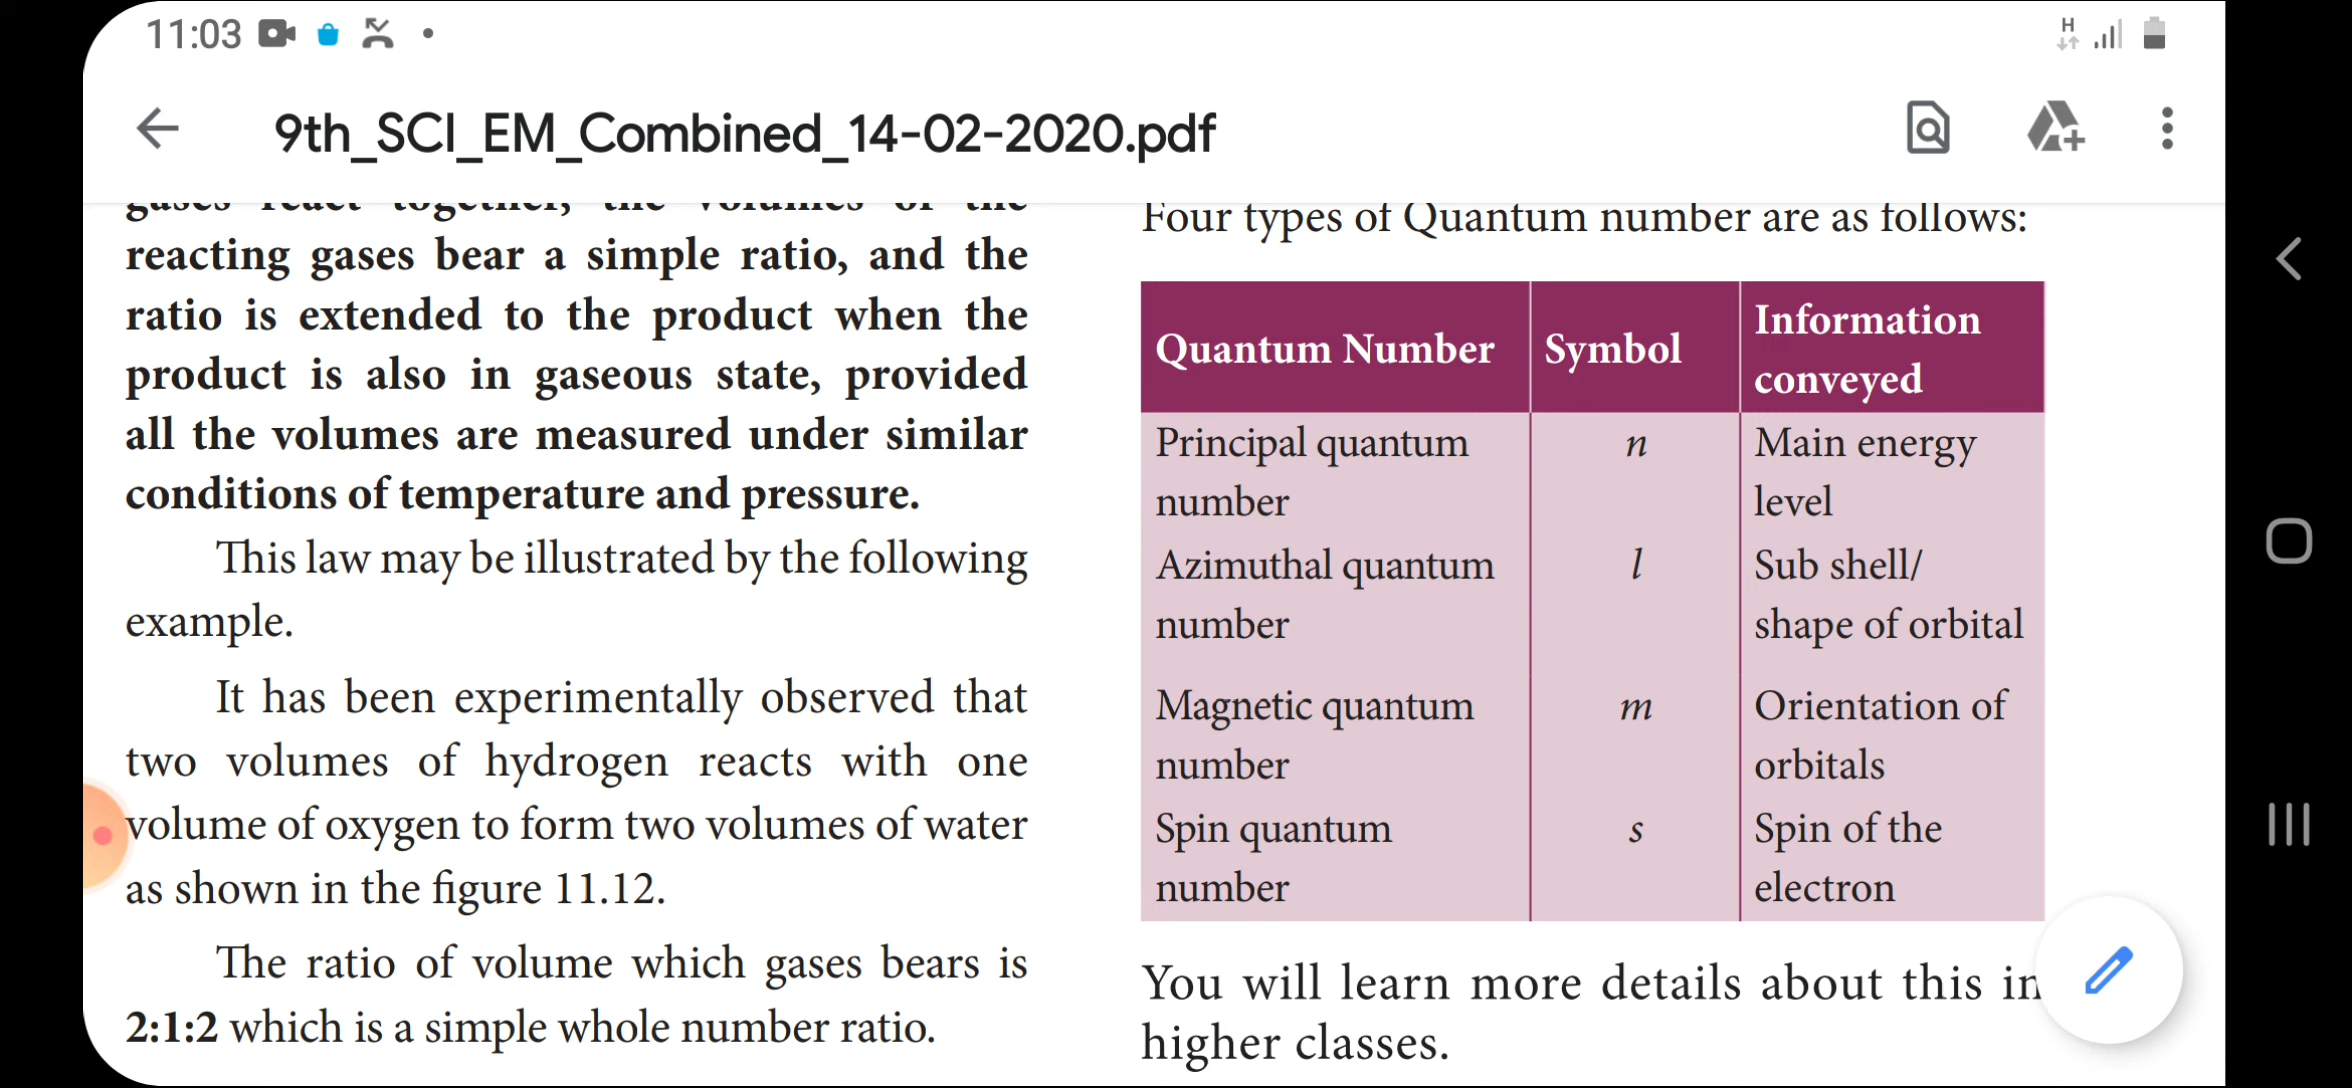 11:03
H
9th_SCI_EM_Combined_14-02-2020.pdf
gases react together, the volumes of the
reacting gases bear a simple ratio, and the
ratio is extended to the product when the
product is also in gaseous state, provided
all the volumes are measured under similar
conditions of temperature and pressure.
This law may be illustrated by the following
example.
It has been experimentally observed that
two volumes of hydrogen reacts with one
volume of oxygen to form two volumes of water
as shown in the figure 11.12.
The ratio of volume which gases bears is
2:1:2 which is a simple whole number ratio.
Four types of Quantum number are as follows:
Quantum Number Symbol Information
conveyed
Principal quantum n Main energy
number level
Azimuthal quantum l Sub shell/
number shape of orbital
Magnetic quantum m Orientation of
number orbitals
Spin quantum s Spin of the
number electron
You will learn more details about this in
higher classes.